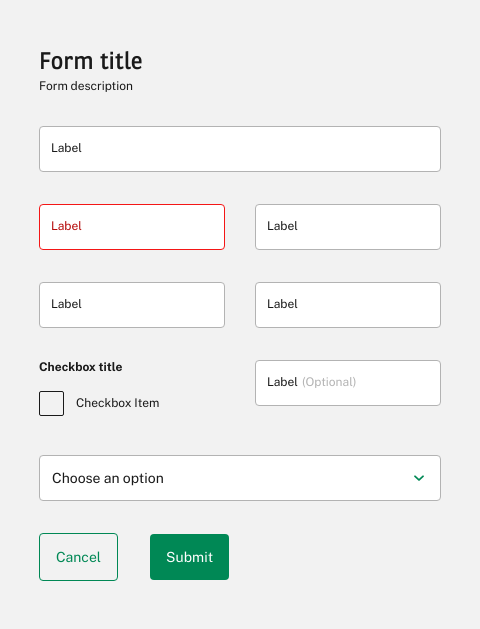 Form title
Form description
Label
Label
Label
Label
Label
Checkbox title
Label (Optional)
Checkbox Item
Choose an option
Cancel
Submit